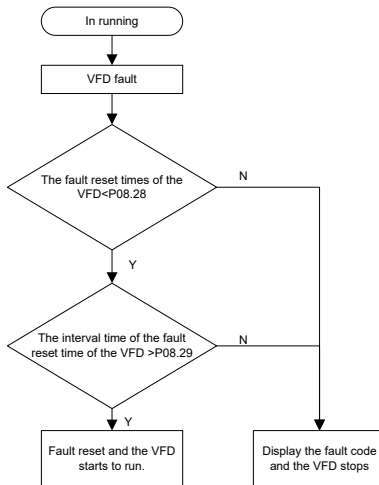 In running
VFD fault
The fault reset times of the
VFD<P08.28
N
Y
The interval time of the fault
reset time of the VFD >P08.29
N
Y
Fault reset and the VFD
starts to run.
Display the fault code
and the VFD stops